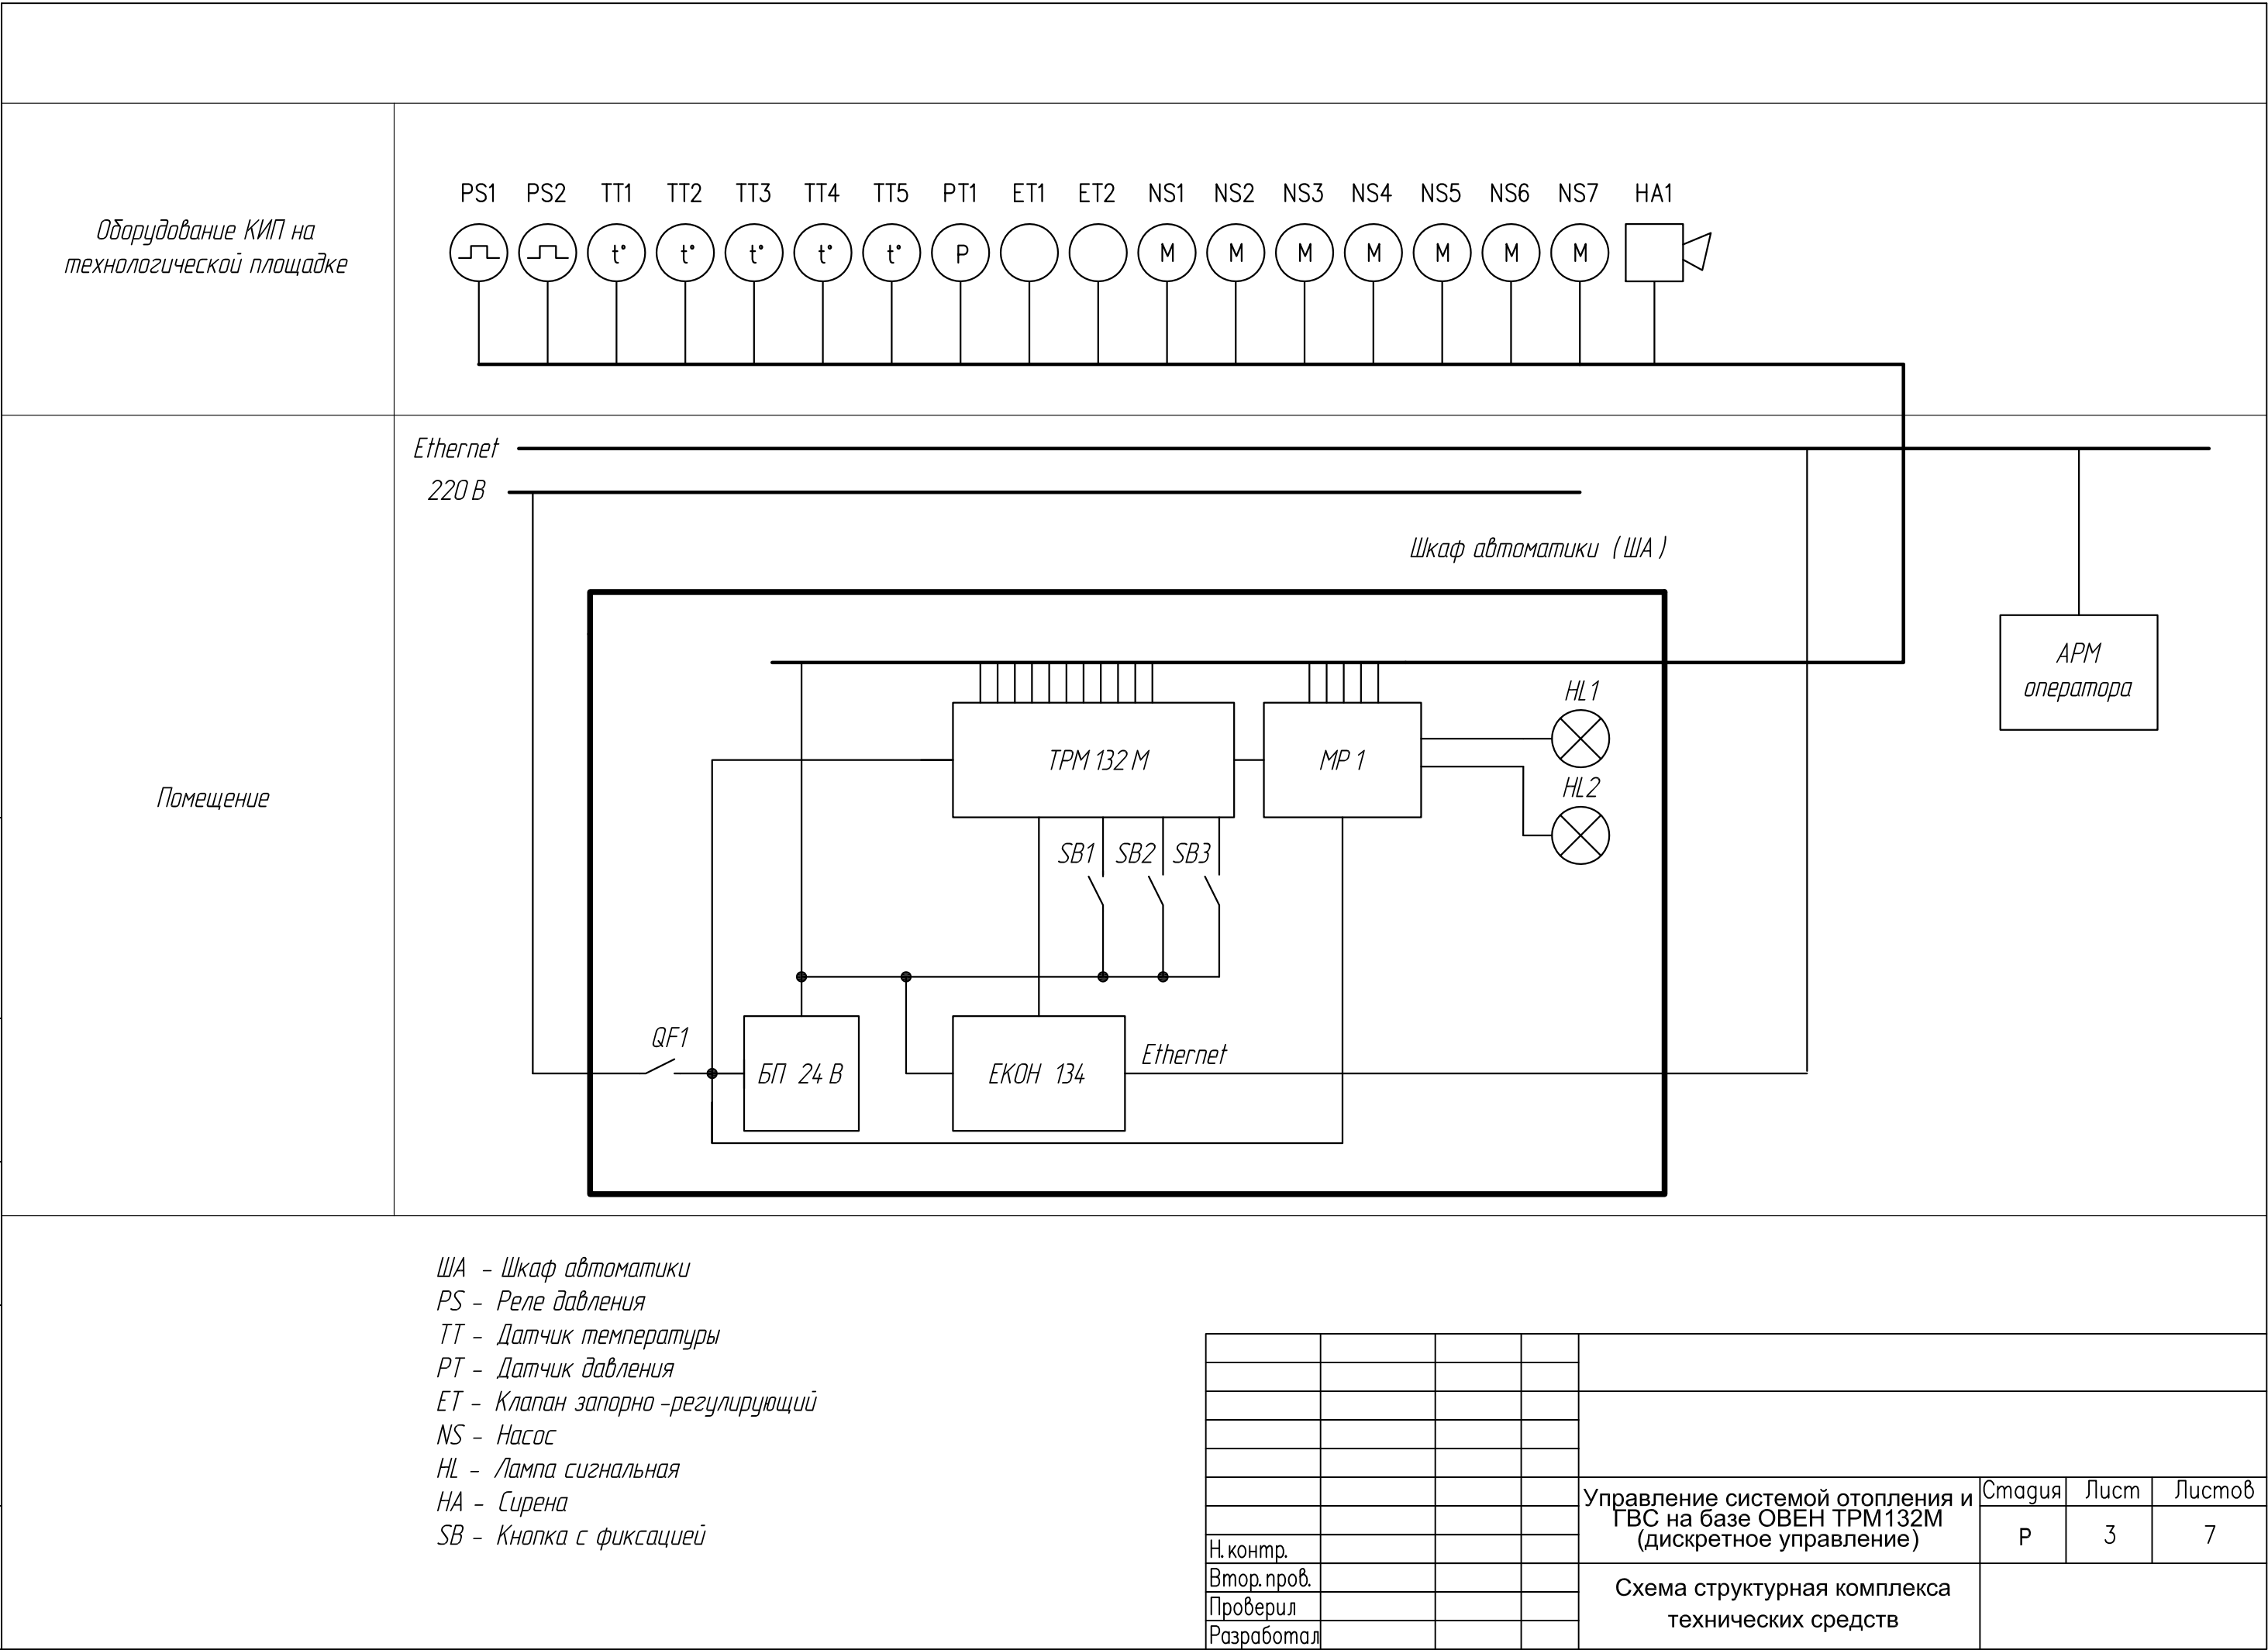 PS1 PS2 TT1 TT2 TT3 TT4 TT5 PT1 ET1 ET2 NS1 NS2 NS3 NS4 NS5 NS6 NS7 HA1
Оборудование КИП на
технологической площадке
t° t° t° t° t° P M M M M M M M
Ethernet
220 В
Шкаф автоматики (ША)
АРМ
оператора
HL1
ТРМ 132 М
МР 1
HL2
Помещение
SB1 SB2 SB3
QF1
Ethernet
БП 24 В
ЕКОН 134
ША - Шкаф автоматики
PS - Реле давления
TT - Датчик температуры
PT - Датчик давления
ET - Клапан запорно-регулирующий
NS - Насос
HL - Лампа сигнальная
HA - Сирена
SB - Кнопка с фиксацией
Управление системой отопления и
ГВС на базе ОВЕН ТРМ132М
(дискретное управление)
Стадия Лист Листов
Р 3 7
Н. контр.
Втор. пров.
Проверил
Разработал
Схема структурная комплекса
технических средств